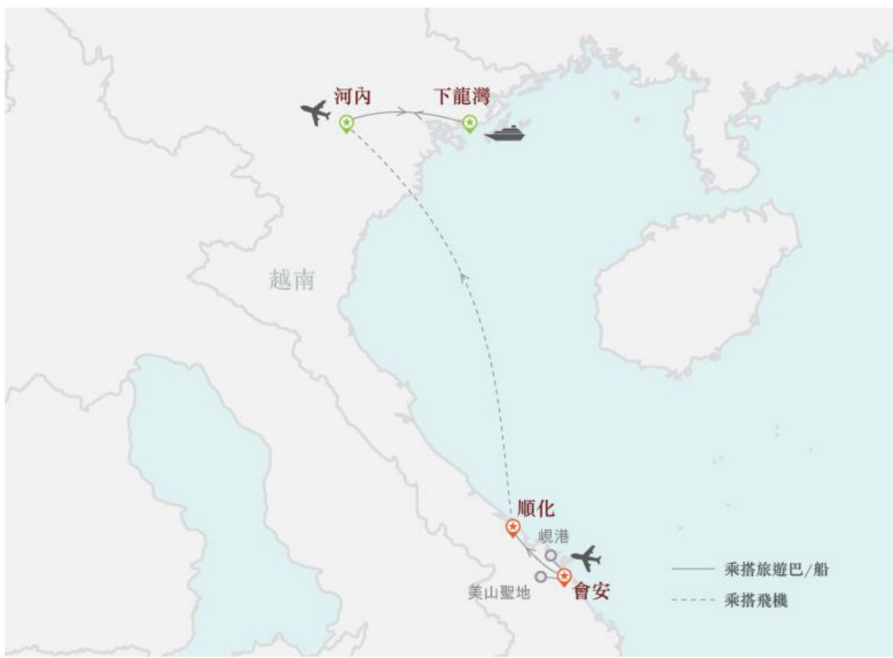 河內
下龍灣
越南
順化
峴港
會安
美山聖地
乘搭旅遊巴/船
乘搭飛機